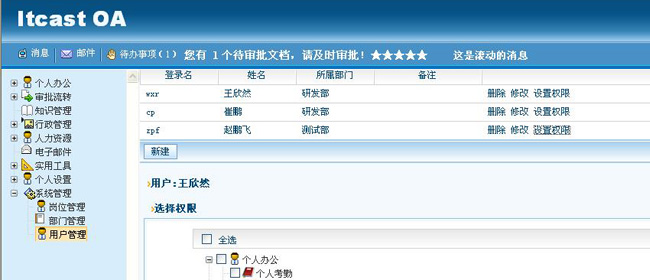 Itcast OA
消息 邮件 待办事项(1) 您有 1个待审批文档, 请及时审批!★★★★★ 这是滚动的消息
登录名 姓名 所属部门 备注
wxr 王欣然 研发部 删除 修改 设置权限
cp 崔鹏 研发部 删除 修改 设置权限
zpf 赵鹏飞 测试部 删除 修改 设置权限
新建
个人办公
审批流转
知识管理
行政管理
人力资源
电子邮件
实用工具
个人设置
系统管理
岗位管理
部门管理
用户管理
›用户:王欣然
›选择权限
全选
个人办公
个人考勤